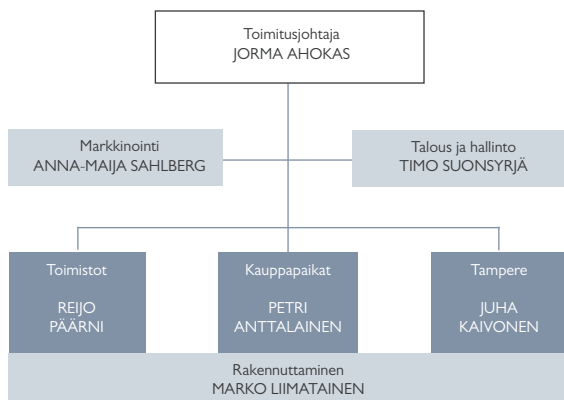 Toimitusjohtaja
JORMA AHOKAS
Markkinointi
ANNA-MAIJA SAHLBERG
Talous ja hallinto
TIMO SUONSYRJÄ
Toimistot
REIJO
PÄÄRNI
Kauppapaikat
PETRI
ANTTALAINEN
Tampere
JUHA
KAIVONEN
Rakennuttaminen
MARKO LIIMATAINEN